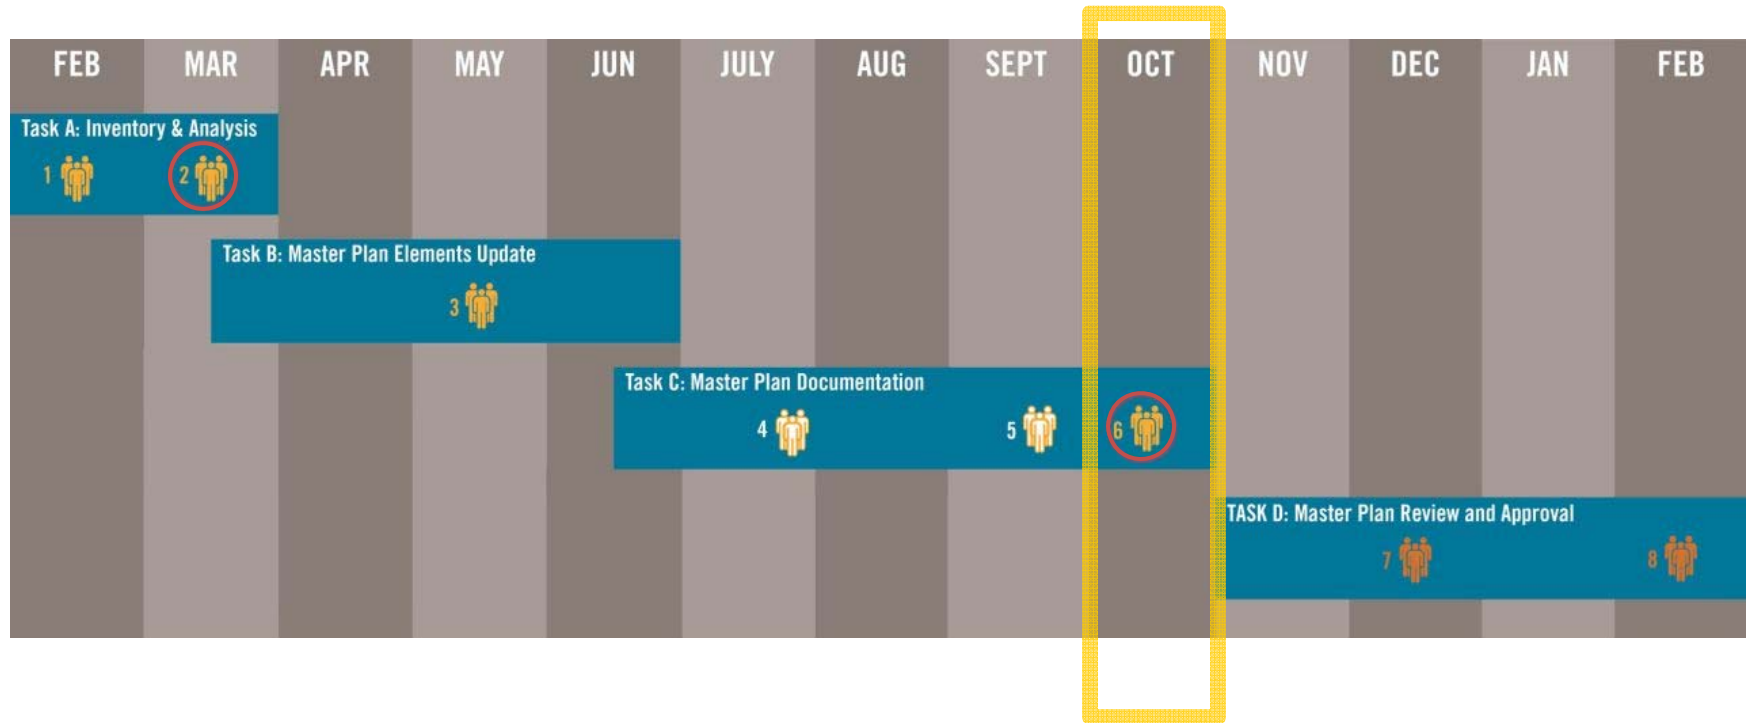 FEB MAR APR MAY JUN JULY AUG SEPT OCT NOV DEC JAN FEB
Task A: Inventory & Analysis
1 2
Task B: Master Plan Elements Update
3
Task C: Master Plan Documentation
4 5 6
TASK D: Master Plan Review and Approval
7 8